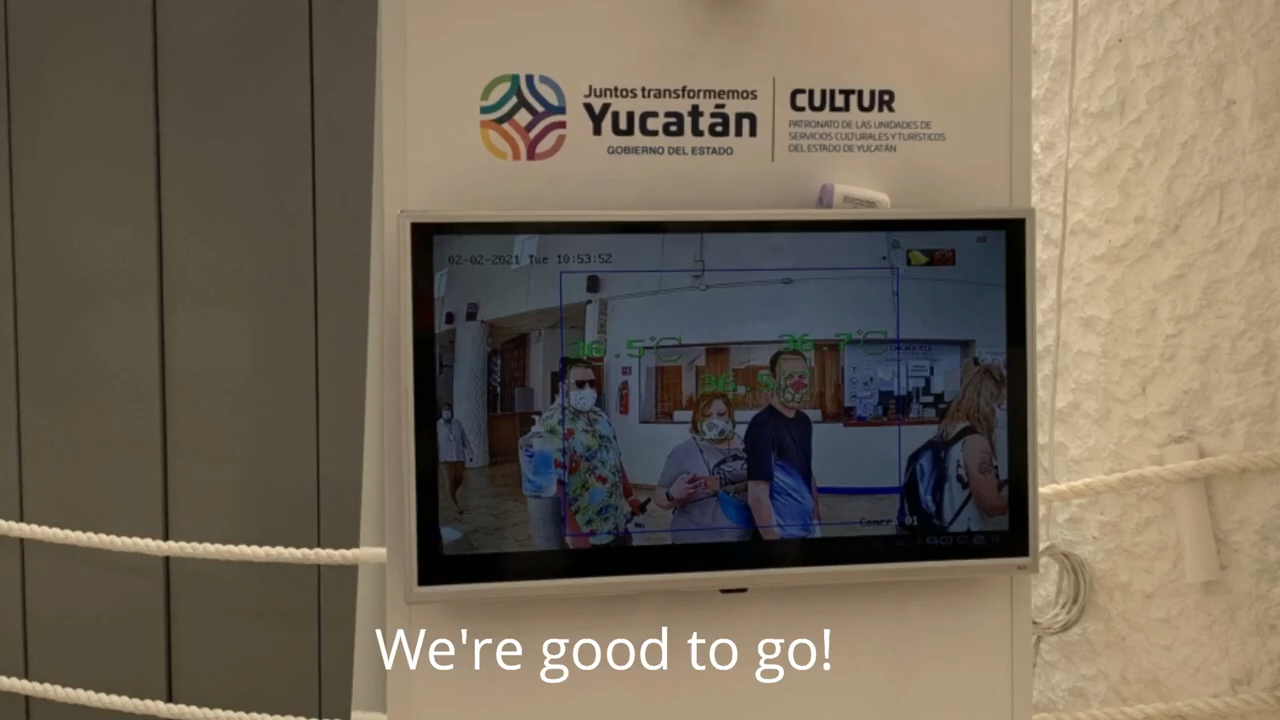 Juntos transformemos
Yucatán
GOBIERNO DEL ESTADO
CULTUR
PATRONATO DE LAS UNIDADES DE
SERVICIOS CULTURALES Y TURÍSTICOS
DEL ESTADO DE YUCATÁN
02-02-2021 Tue 10:53:52
36.5°C
36.7°C
36.5
01
We're good to go!